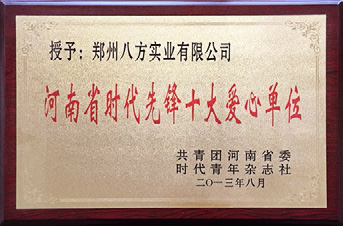 授予：郑州八方实业有限公司
河南省时代先锋十大爱心单位
共青团河南省委
时代青年杂志社
二〇一三年八月